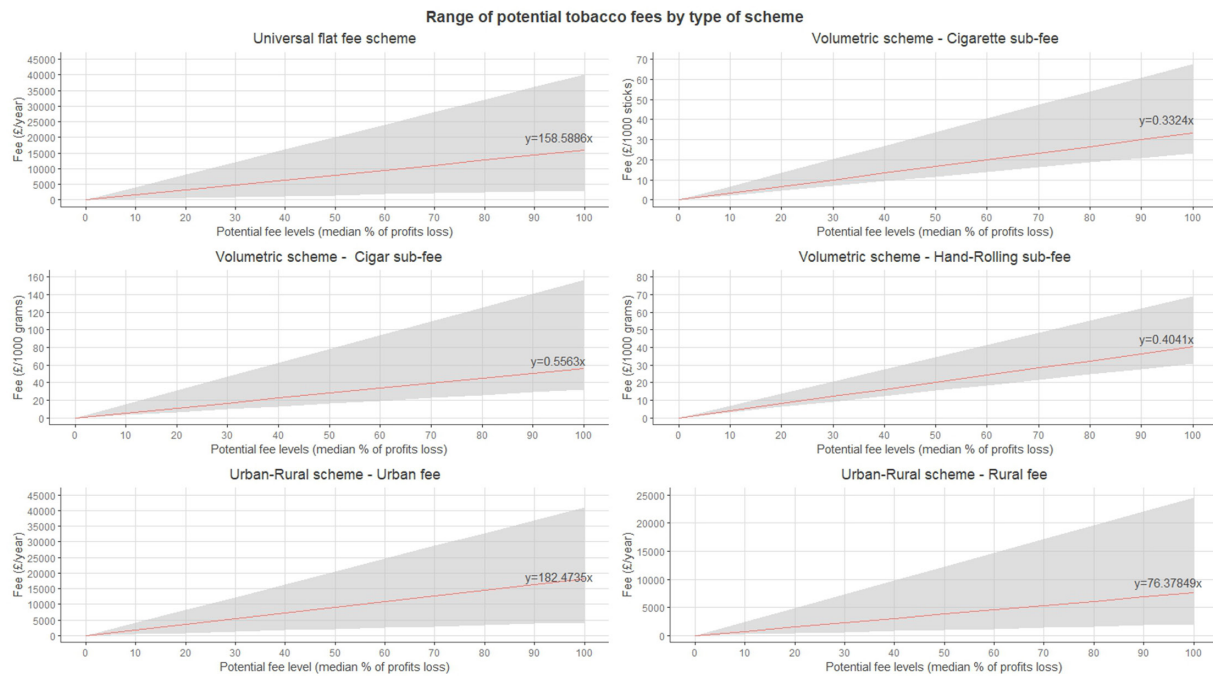 Range of potential tobacco fees by type of scheme
Universal flat fee scheme
Fee (£/year)
45000
40000
35000
30000
25000
20000
15000
10000
5000
0
y=158.5886x
0 10 20 30 40 50 60 70 80 90 100
Potential fee levels (median % of profits loss)
Volumetric scheme - Cigarette sub-fee
Fee (£/1000 sticks)
70
60
50
40
30
20
10
0
y=0.3324x
0 10 20 30 40 50 60 70 80 90 100
Potential fee levels (median % of profits loss)
Volumetric scheme -  Cigar sub-fee
Fee (£/1000 grams)
160
140
120
100
80
60
40
20
0
y=0.5563x
0 10 20 30 40 50 60 70 80 90 100
Potential fee levels (median % of profits loss)
Volumetric scheme - Hand-Rolling sub-fee
Fee (£/1000 grams)
80
70
60
50
40
30
20
10
0
y=0.4041x
0 10 20 30 40 50 60 70 80 90 100
Potential fee levels (median % of profits loss)
Urban-Rural scheme - Urban fee
Fee (£/year)
45000
40000
35000
30000
25000
20000
15000
10000
5000
0
y=182.4735x
0 10 20 30 40 50 60 70 80 90 100
Potential fee level (median % of profits loss)
Urban-Rural scheme - Rural fee
Fee (£/year)
25000
20000
15000
10000
5000
0
y=76.37849x
0 10 20 30 40 50 60 70 80 90 100
Potential fee levels (median % of profits loss)